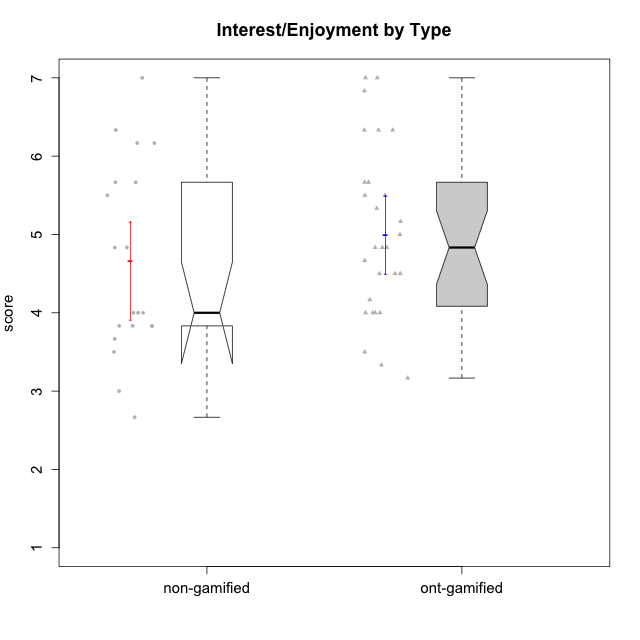 Interest/Enjoyment by Type
score
7
6
5
4
3
2
1
non-gamified
ont-gamified